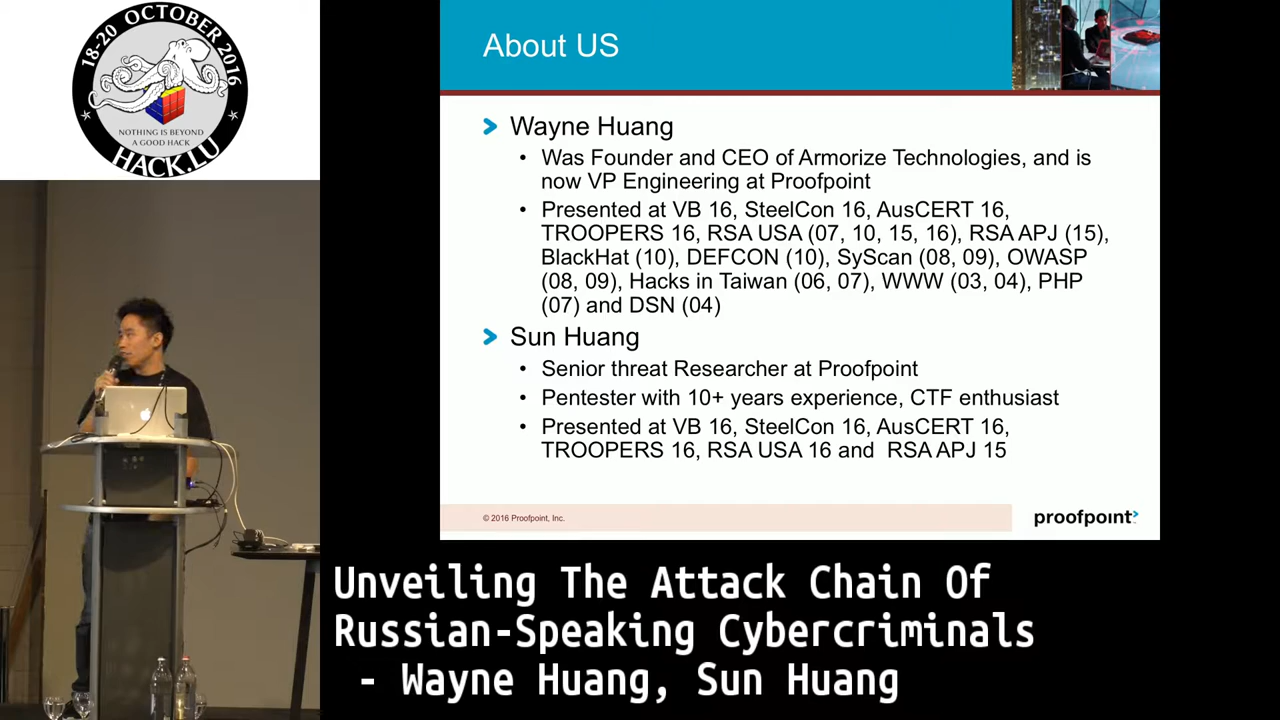 18-20 OCTOBER 2016
NOTHING IS BEYOND
A GOOD HACK
HACK.LU
About US
Wayne Huang
• Was Founder and CEO of Armorize Technologies, and is
now VP Engineering at Proofpoint
• Presented at VB 16, SteelCon 16, AusCERT 16,
TROOPERS 16, RSA USA (07, 10, 15, 16), RSA APJ (15),
BlackHat (10), DEFCON (10), SyScan (08, 09), OWASP
(08, 09), Hacks in Taiwan (06, 07), WWW (03, 04), PHP
(07) and DSN (04)
Sun Huang
• Senior threat Researcher at Proofpoint
• Pentester with 10+ years experience, CTF enthusiast
• Presented at VB 16, SteelCon 16, AusCERT 16,
TROOPERS 16, RSA USA 16 and RSA APJ 15
© 2016 Proofpoint, Inc.
proofpoint
Unveiling The Attack Chain Of
Russian-Speaking Cybercriminals
- Wayne Huang, Sun Huang